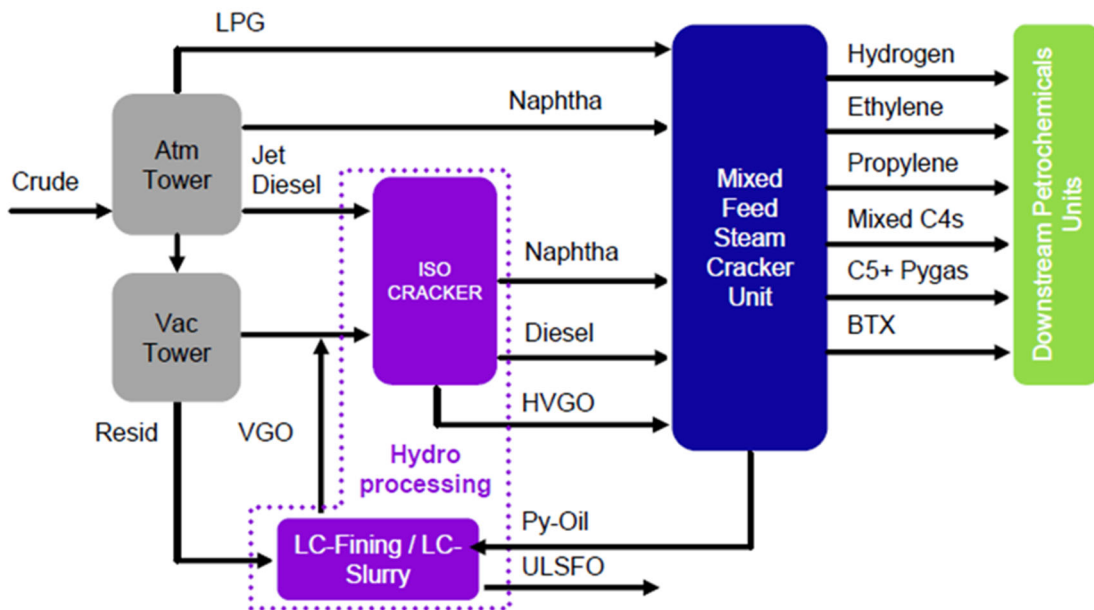 LPG
Naphtha
Hydrogen
Ethylene
Propylene
Mixed C4s
C5+ Pygas
BTX
Downstream Petrochemicals
Units
Atm
Tower
Jet
Diesel
Crude
Mixed
Feed
Steam
Cracker
Unit
ISO
CRACKER
Naphtha
Vac
Tower
Diesel
HVGO
Resid
VGO
Hydro
processing
Py-Oil
LC-Fining / LC-
Slurry
ULSFO